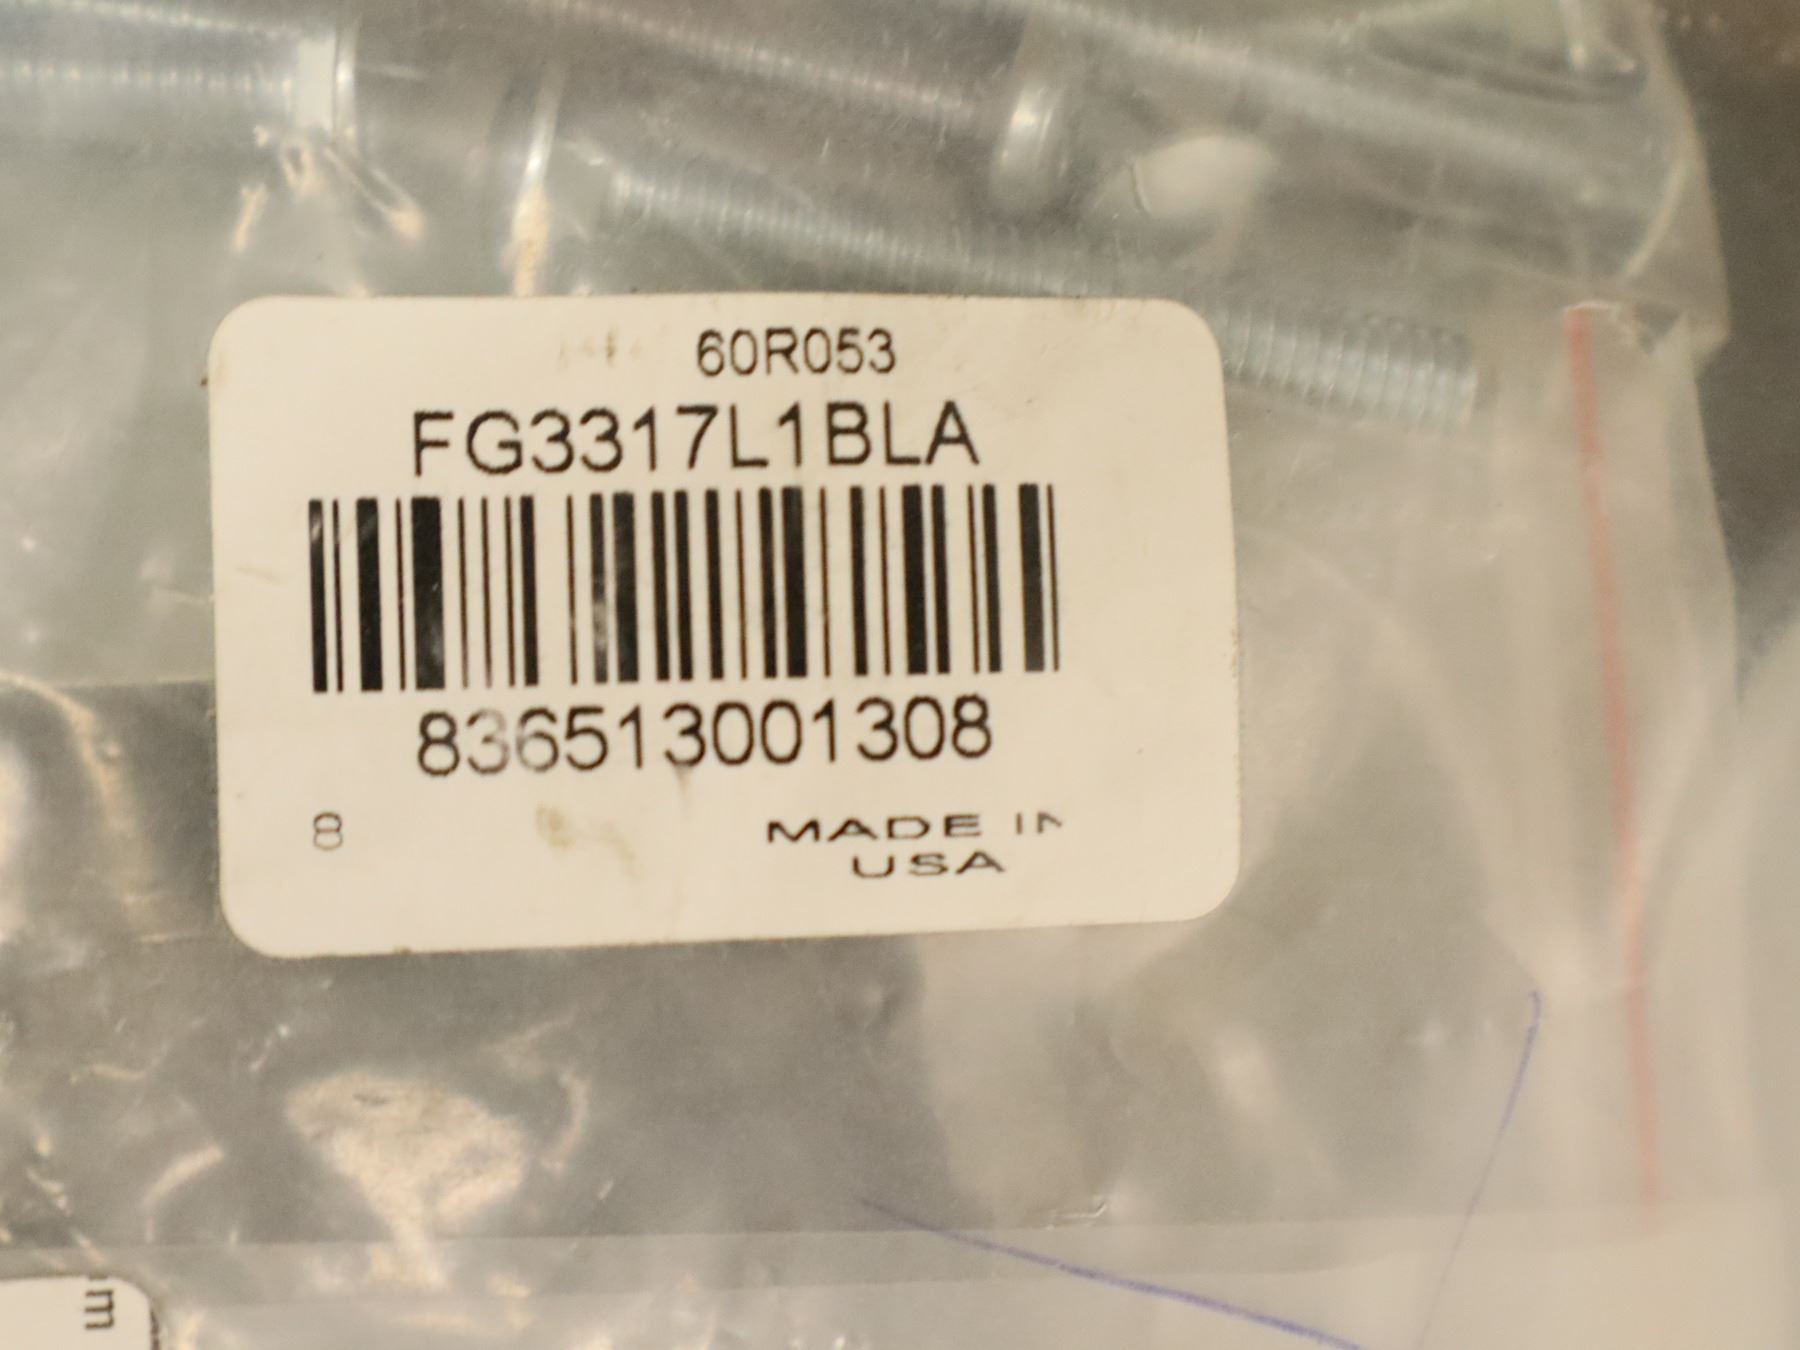 60R053
FG3317L1BLA
836513001308
8
MADE IN
USA
m